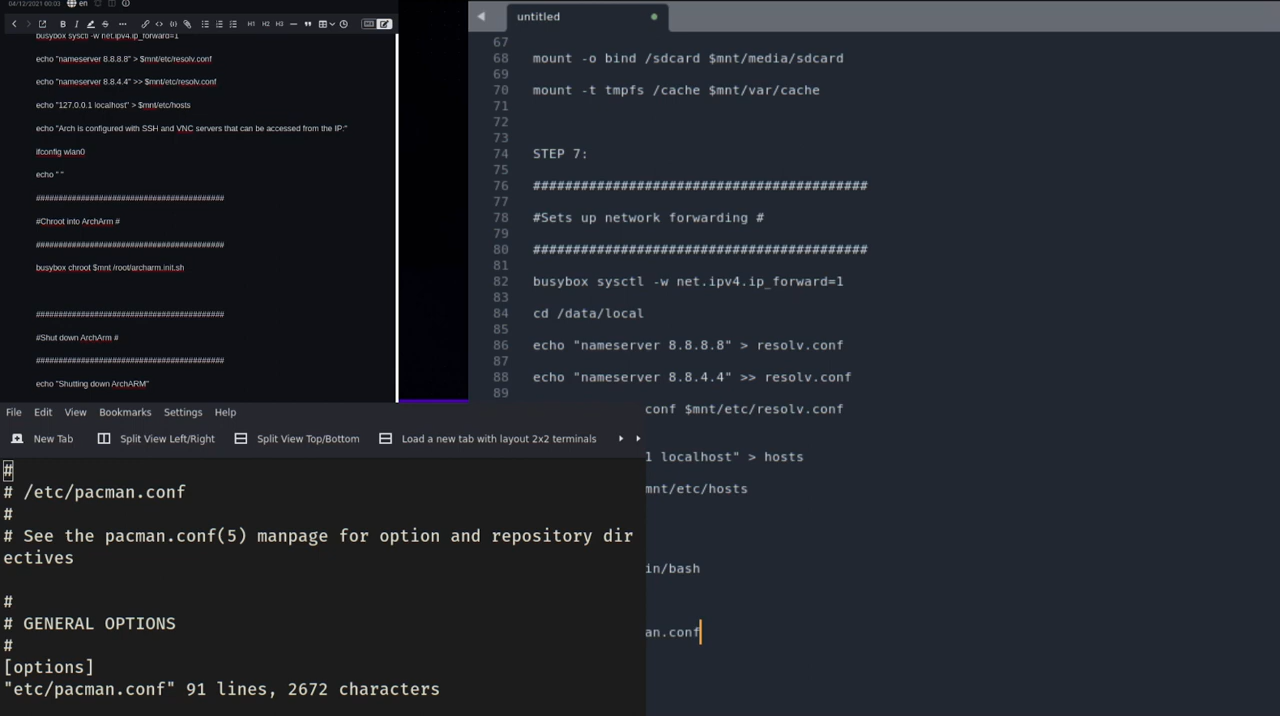 04/12/2021 00:03 en
B I S H1 H2 H3
busybox sysctl -w net.ipv4.ip_forward=1
echo "nameserver 8.8.8.8" > $mnt/etc/resolv.conf
echo "nameserver 8.8.4.4" >> $mnt/etc/resolv.conf
echo "127.0.0.1 localhost" > $mnt/etc/hosts
echo "Arch is configured with SSH and VNC servers that can be accessed from the IP:"
ifconfig wlan0
echo " "
##########################################
#Chroot into ArchArm #
##########################################
busybox chroot $mnt /root/archarm.init.sh
##########################################
#Shut down ArchArm #
##########################################
echo "Shutting down ArchARM"
untitled
67
68 mount -o bind /sdcard $mnt/media/sdcard
69
70 mount -t tmpfs /cache $mnt/var/cache
71
72
73
74 STEP 7:
75
76 ##########################################
77
78 #Sets up network forwarding #
79
80 ##########################################
81
82 busybox sysctl -w net.ipv4.ip_forward=1
83
84 cd /data/local
85
86 echo "nameserver 8.8.8.8" > resolv.conf
87
88 echo "nameserver 8.8.4.4" >> resolv.conf
89
conf $mnt/etc/resolv.conf
1 localhost" > hosts
mnt/etc/hosts
in/bash
an.conf
File Edit View Bookmarks Settings Help
New Tab Split View Left/Right Split View Top/Bottom Load a new tab with layout 2x2 terminals
#
# /etc/pacman.conf
#
# See the pacman.conf(5) manpage for option and repository dir
ectives
#
# GENERAL OPTIONS
#
[options]
"etc/pacman.conf" 91 lines, 2672 characters